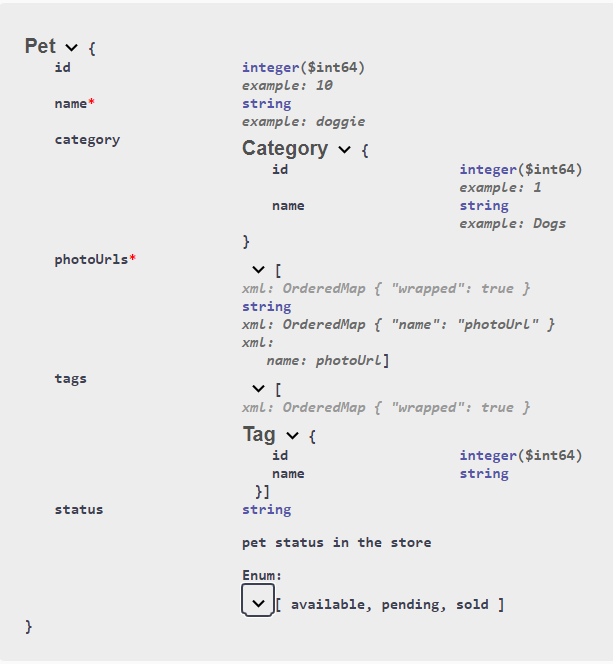 Pet {
id integer($int64)
example: 10
name* string
example: doggie
category
Category {
id integer($int64)
example: 1
name string
example: Dogs
}
photoUrls*
[
xml: OrderedMap { "wrapped": true }
string
xml: OrderedMap { "name": "photoUrl" }
xml:
name: photoUrl]
tags
[
xml: OrderedMap { "wrapped": true }
Tag {
id integer($int64)
name string
}]
status string
pet status in the store
Enum:
[ available, pending, sold ]
}